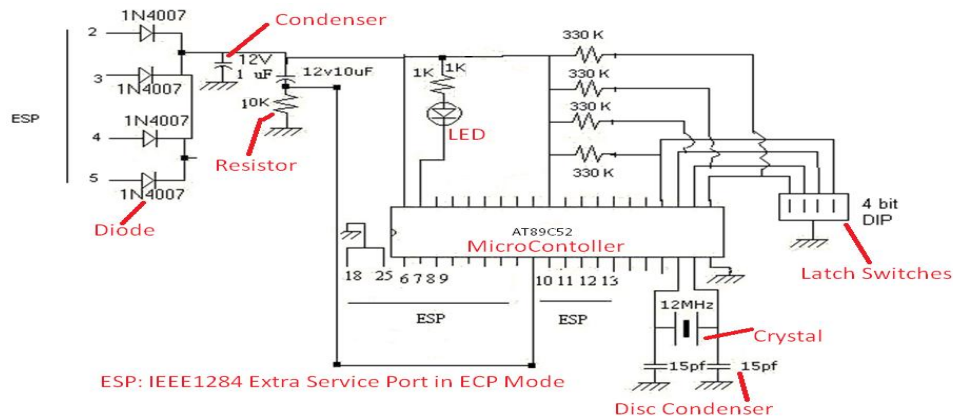 1N4007
Condenser
2
12V
1 uF
12v10uF
1K
1K
330 K
330 K
330 K
330 K
3
1N4007
ESP
10K
LED
4
1N4007
Resistor
5
1N4007
Diode
4 bit
DIP
AT89C52
MicroContoller
Latch Switches
18 25 6 7 8 9
10 11 12 13
ESP
ESP
12MHz
Crystal
15pf
15pf
ESP: IEEE1284 Extra Service Port in ECP Mode
Disc Condenser